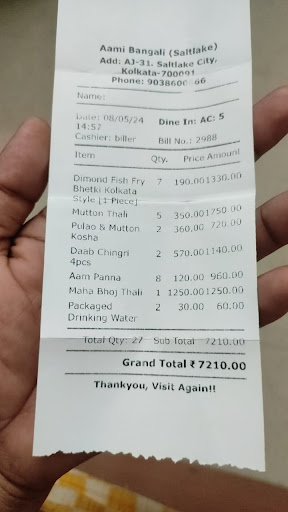 Aami Bangali (Saltlake)
Add: AJ-31. Saltlake City,
Kolkata-700091
Phone: 9038600
Name:
Date: 08/05/24 Dine In: AC: 5
14:57
Cashier: biller Bill No.: 2988
Item Qty. Price Amount
Dimond Fish Fry 7 190.00 1330.00
Bhetki Kolkata
Style [1 Piece]
Mutton Thali 5 350.00 1750.00
Pulao & Mutton 2 360.00 720.00
Kosha
Daab Chingri 2 570.00 1140.00
4pcs
Aam Panna 8 120.00 960.00
Maha Bhoj Thali 1 1250.00 1250.00
Packaged 2 30.00 60.00
Drinking Water
Total Qty: 27 Sub Total 7210.00
Grand Total ₹ 7210.00
Thankyou, Visit Again!!